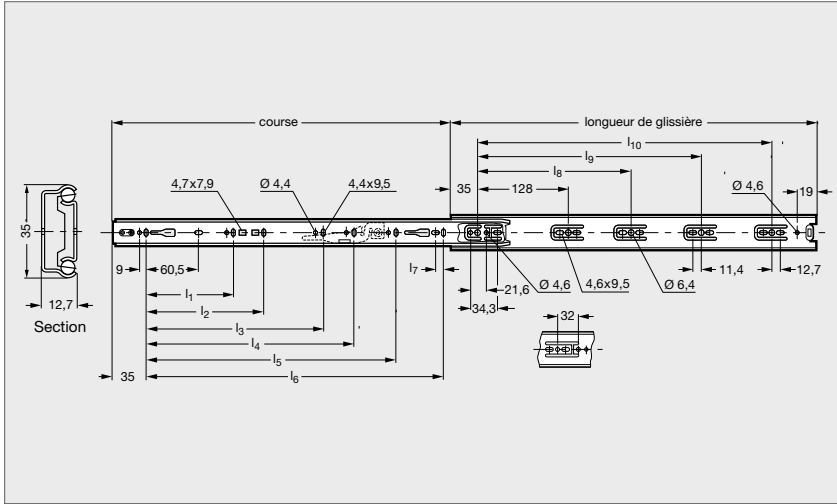 course
longueur de glissière
l10
l9
l8
35
128
19
4,7x7,9
Ø 4,4
4,4x9,5
Ø 4,6
35
12,7
Section
9
60,5
l7
21,6
34,3
Ø 4,6
4,6x9,5
Ø 6,4
11,4
12,7
l1
l2
l3
l4
l5
35
l6
32